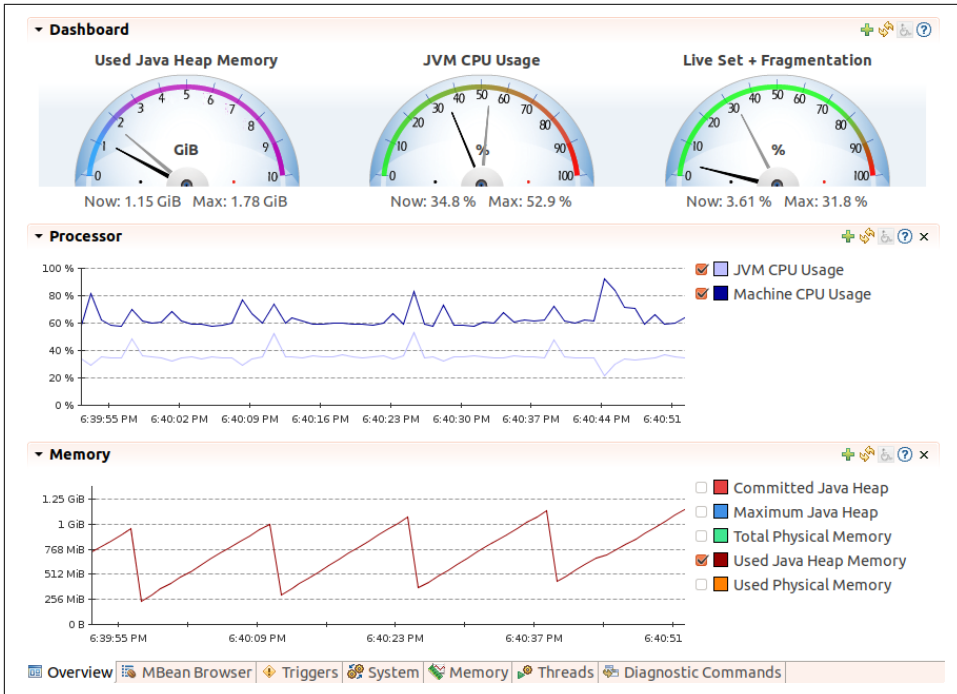 Dashboard
Used Java Heap Memory
JVM CPU Usage
Live Set + Fragmentation
0 1 2 3 4 5 6 7 8 9 10
GiB
0 10 20 30 40 50 60 70 80 90 100
%
0 10 20 30 40 50 60 70 80 90 100
%
Now: 1.15 GiB Max: 1.78 GiB
Now: 34.8 % Max: 52.9 %
Now: 3.61 % Max: 31.8 %
Processor
100 %
80 %
60 %
40 %
20 %
0 %
6:39:55 PM 6:40:02 PM 6:40:09 PM 6:40:16 PM 6:40:23 PM 6:40:30 PM 6:40:37 PM 6:40:44 PM 6:40:51
JVM CPU Usage
Machine CPU Usage
Memory
1.25 GiB
1 GiB
768 MiB
512 MiB
256 MiB
0 B
6:39:55 PM 6:40:09 PM 6:40:23 PM 6:40:37 PM 6:40:51
Committed Java Heap
Maximum Java Heap
Total Physical Memory
Used Java Heap Memory
Used Physical Memory
Overview MBean Browser Triggers System Memory Threads Diagnostic Commands